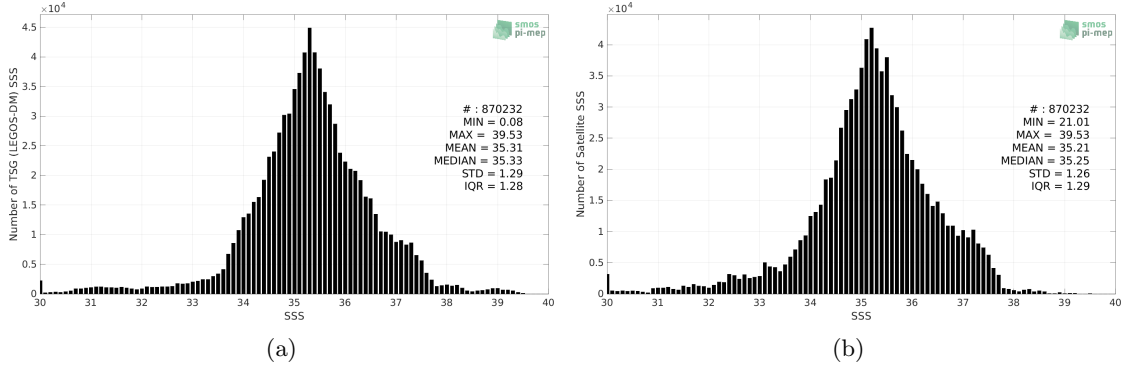 ×10⁴
4.5
4
3.5
3
2.5
2
1.5
1
0.5
0
Number of TSG (LEGOS-DM) SSS
30 31 32 33 34 35 36 37 38 39 40
SSS
smos
pi-mep
# : 870232
MIN = 0.08
MAX = 39.53
MEAN = 35.31
MEDIAN = 35.33
STD = 1.29
IQR = 1.28
(a)
×10⁴
4.5
4
3.5
3
2.5
2
1.5
1
0.5
0
Number of Satellite SSS
30 31 32 33 34 35 36 37 38 39 40
SSS
smos
pi-mep
# : 870232
MIN = 21.01
MAX = 39.53
MEAN = 35.21
MEDIAN = 35.25
STD = 1.26
IQR = 1.29
(b)